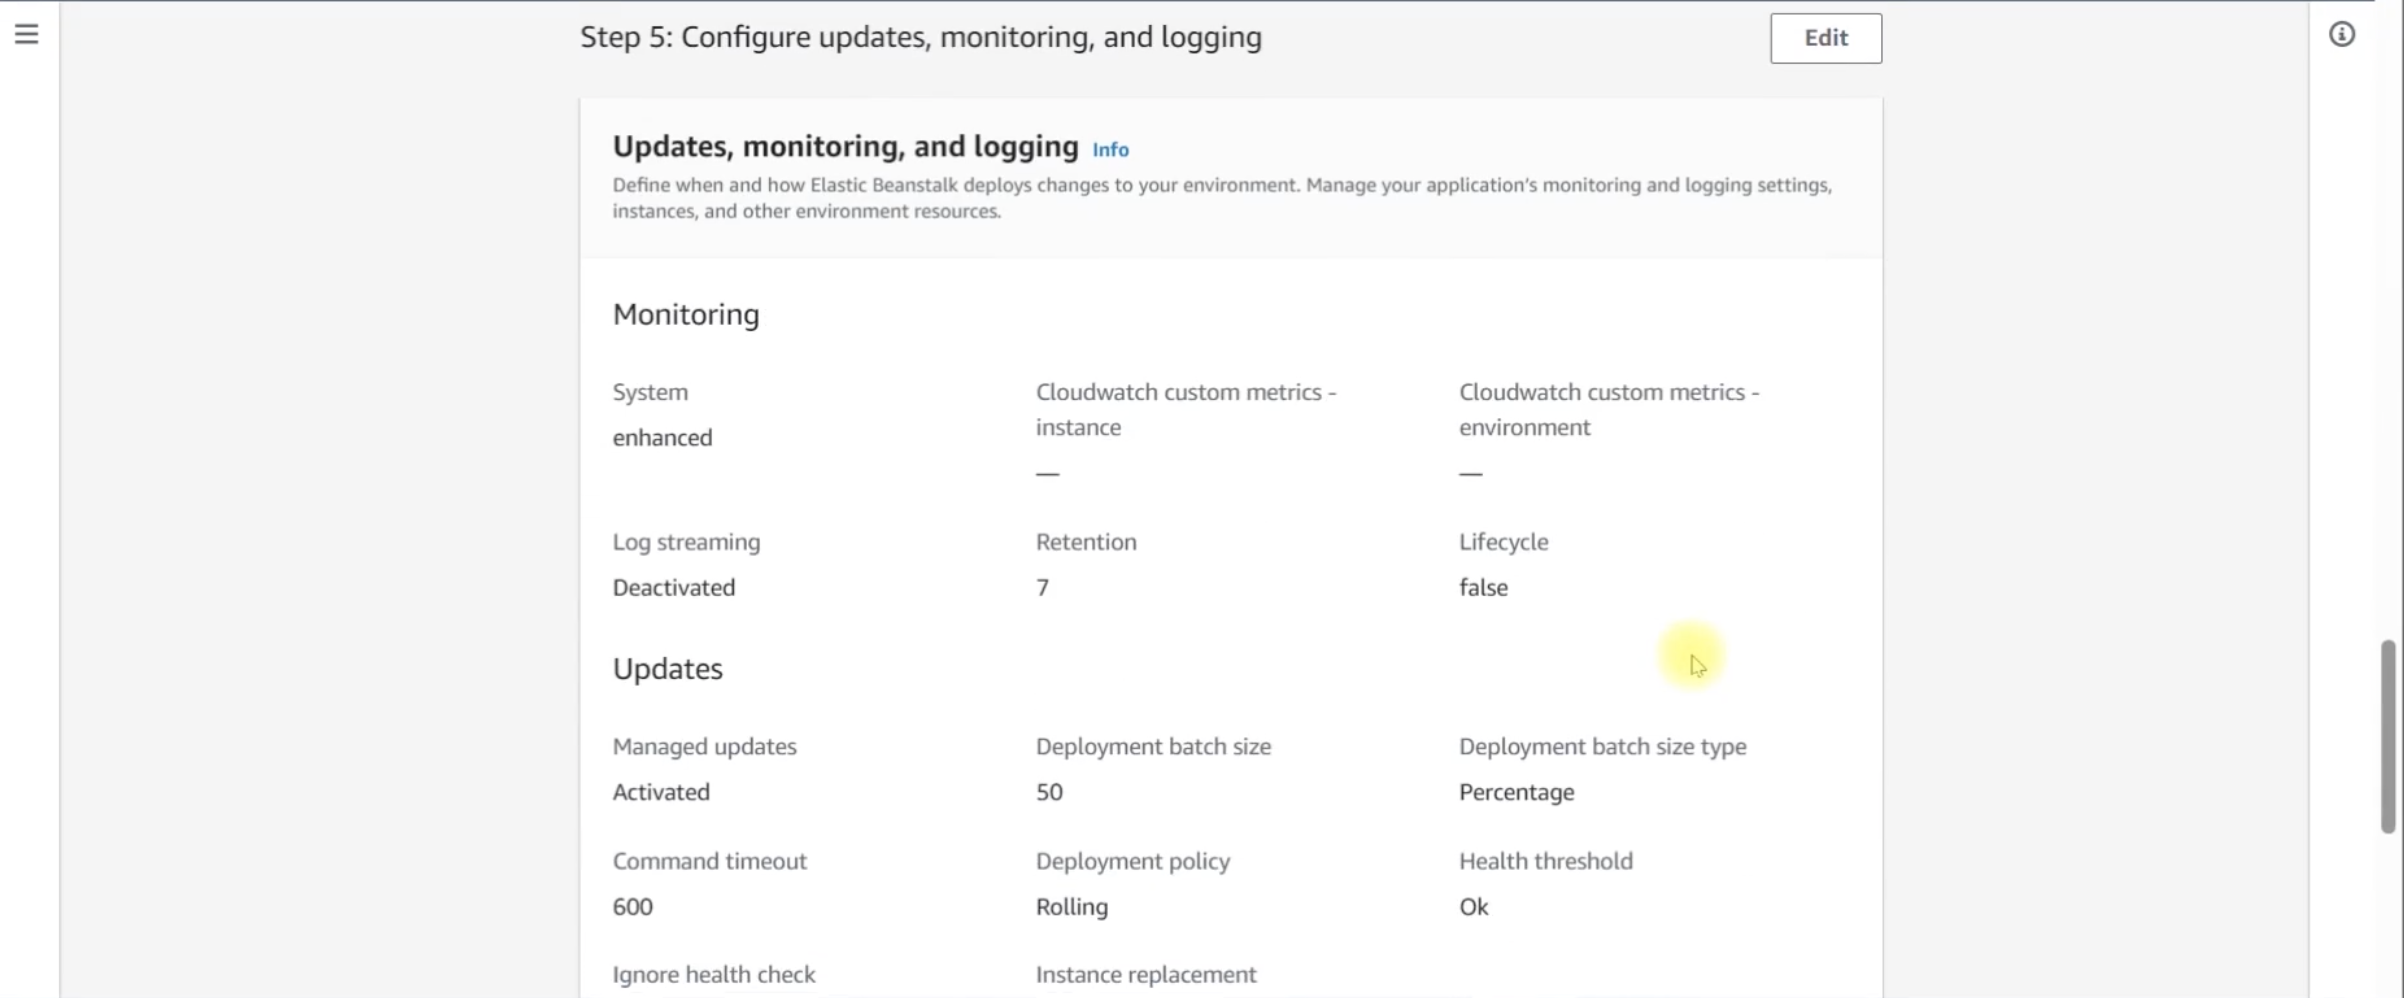 Step 5: Configure updates, monitoring, and logging
Edit
Updates, monitoring, and logging Info
Define when and how Elastic Beanstalk deploys changes to your environment. Manage your application's monitoring and logging settings,
instances, and other environment resources.
Monitoring
System
enhanced
Cloudwatch custom metrics -
instance
—
Cloudwatch custom metrics -
environment
—
Log streaming
Deactivated
Retention
7
Lifecycle
false
Updates
Managed updates
Activated
Deployment batch size
50
Deployment batch size type
Percentage
Command timeout
600
Deployment policy
Rolling
Health threshold
Ok
Ignore health check
Instance replacement